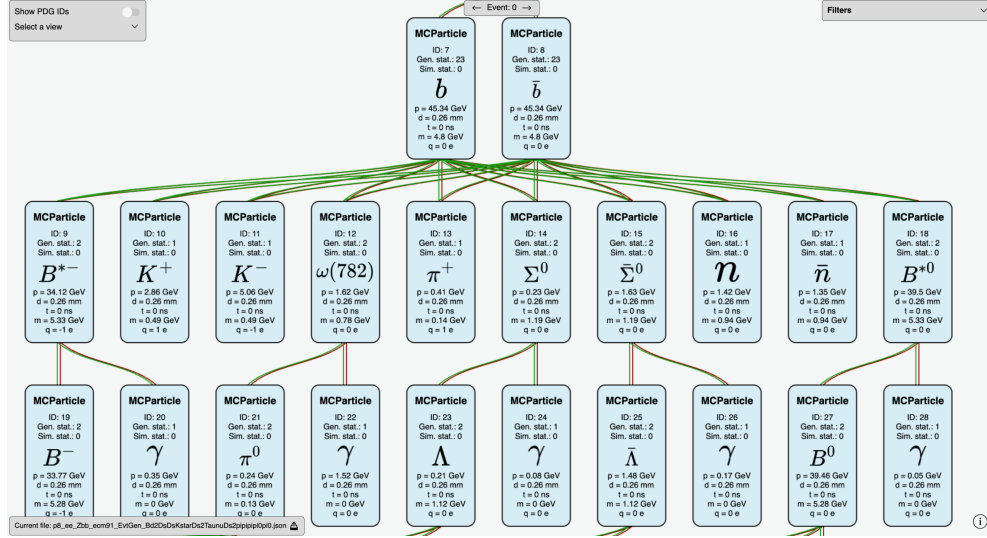 Show PDG IDs
Select a view
← Event: 0 →
Filters
MCParticle
ID: 7
Gen. stat.: 23
Sim. stat.: 0
b
p = 45.34 GeV
d = 0.26 mm
t = 0 ns
m = 4.8 GeV
q = 0 e
MCParticle
ID: 8
Gen. stat.: 23
Sim. stat.: 0
b̄
p = 45.34 GeV
d = 0.26 mm
t = 0 ns
m = 4.8 GeV
q = 0 e
MCParticle
ID: 9
Gen. stat.: 2
Sim. stat.: 0
B*−
p = 34.12 GeV
d = 0.26 mm
t = 0 ns
m = 5.33 GeV
q = -1 e
MCParticle
ID: 10
Gen. stat.: 1
Sim. stat.: 0
K+
p = 2.86 GeV
d = 0.26 mm
t = 0 ns
m = 0.49 GeV
q = 1 e
MCParticle
ID: 11
Gen. stat.: 1
Sim. stat.: 0
K−
p = 5.06 GeV
d = 0.26 mm
t = 0 ns
m = 0.49 GeV
q = -1 e
MCParticle
ID: 12
Gen. stat.: 2
Sim. stat.: 0
ω(782)
p = 1.62 GeV
d = 0.26 mm
t = 0 ns
m = 0.78 GeV
q = 0 e
MCParticle
ID: 13
Gen. stat.: 1
Sim. stat.: 0
π+
p = 0.41 GeV
d = 0.26 mm
t = 0 ns
m = 0.14 GeV
q = 1 e
MCParticle
ID: 14
Gen. stat.: 2
Sim. stat.: 0
Σ0
p = 0.23 GeV
d = 0.26 mm
t = 0 ns
m = 1.19 GeV
q = 0 e
MCParticle
ID: 15
Gen. stat.: 2
Sim. stat.: 0
Σ̄0
p = 1.63 GeV
d = 0.26 mm
t = 0 ns
m = 1.19 GeV
q = 0 e
MCParticle
ID: 16
Gen. stat.: 1
Sim. stat.: 0
n
p = 1.42 GeV
d = 0.26 mm
t = 0 ns
m = 0.94 GeV
q = 0 e
MCParticle
ID: 17
Gen. stat.: 1
Sim. stat.: 0
n̄
p = 1.35 GeV
d = 0.26 mm
t = 0 ns
m = 0.94 GeV
q = 0 e
MCParticle
ID: 18
Gen. stat.: 2
Sim. stat.: 0
B*0
p = 39.5 GeV
d = 0.26 mm
t = 0 ns
m = 5.33 GeV
q = 0 e
MCParticle
ID: 19
Gen. stat.: 2
Sim. stat.: 0
B−
p = 33.77 GeV
d = 0.26 mm
t = 0 ns
m = 5.28 GeV
q = -1 e
MCParticle
ID: 20
Gen. stat.: 1
Sim. stat.: 0
γ
p = 0.35 GeV
d = 0.26 mm
t = 0 ns
m = 0 GeV
q = 0 e
MCParticle
ID: 21
Gen. stat.: 2
Sim. stat.: 0
π0
p = 0.24 GeV
d = 0.26 mm
t = 0 ns
m = 0.13 GeV
q = 0 e
MCParticle
ID: 22
Gen. stat.: 1
Sim. stat.: 0
γ
p = 1.52 GeV
d = 0.26 mm
t = 0 ns
m = 0 GeV
q = 0 e
MCParticle
ID: 23
Gen. stat.: 2
Sim. stat.: 0
Λ
p = 0.21 GeV
d = 0.26 mm
t = 0 ns
m = 1.12 GeV
q = 0 e
MCParticle
ID: 24
Gen. stat.: 1
Sim. stat.: 0
γ
p = 0.08 GeV
d = 0.26 mm
t = 0 ns
m = 0 GeV
q = 0 e
MCParticle
ID: 25
Gen. stat.: 2
Sim. stat.: 0
Λ̄
p = 1.48 GeV
d = 0.26 mm
t = 0 ns
m = 1.12 GeV
q = 0 e
MCParticle
ID: 26
Gen. stat.: 1
Sim. stat.: 0
γ
p = 0.17 GeV
d = 0.26 mm
t = 0 ns
m = 0 GeV
q = 0 e
MCParticle
ID: 27
Gen. stat.: 2
Sim. stat.: 0
B0
p = 39.46 GeV
d = 0.26 mm
t = 0 ns
m = 5.28 GeV
q = 0 e
MCParticle
ID: 28
Gen. stat.: 1
Sim. stat.: 0
γ
p = 0.05 GeV
d = 0.26 mm
t = 0 ns
m = 0 GeV
q = 0 e
Current file: p8_ee_Zbb_ecm91_EvtGen_Bd2DsDsKstarDs2TaunuDs2pipipipi0pi0.json
i